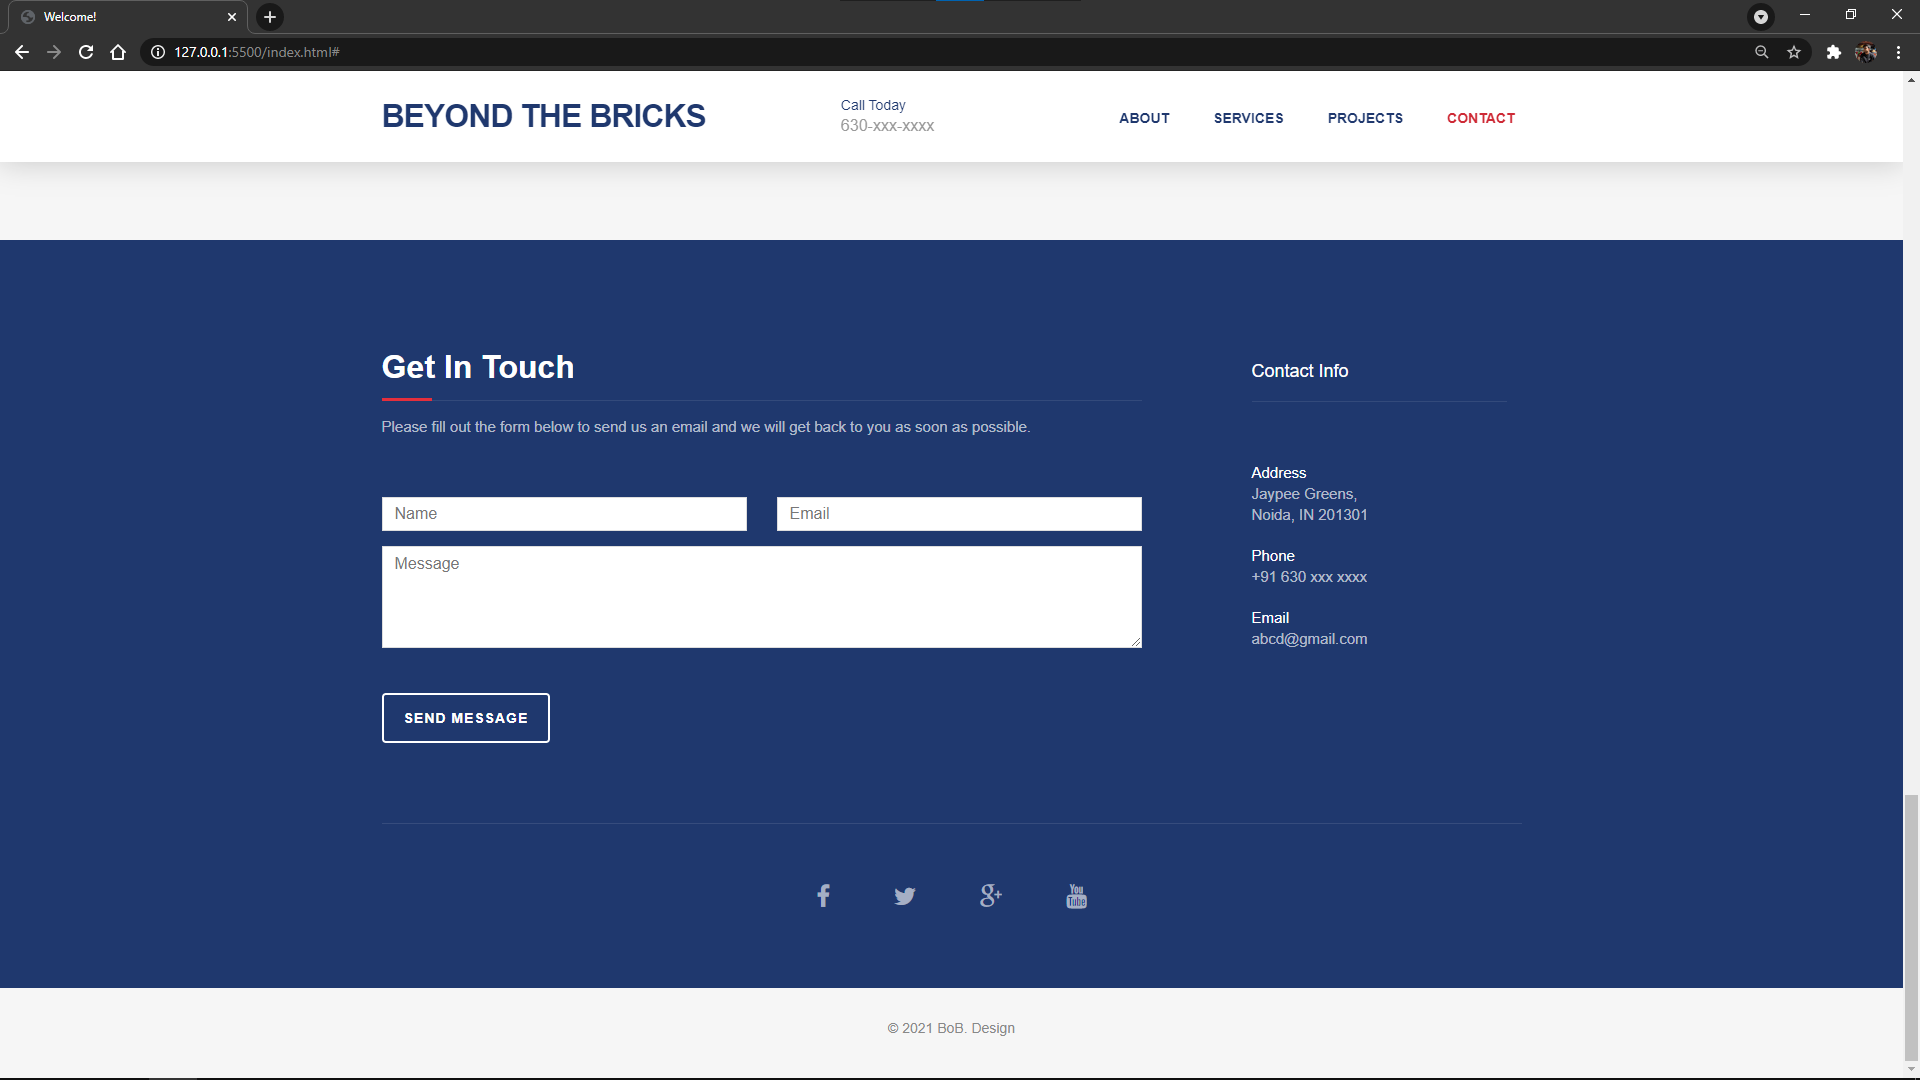 Welcome!
127.0.0.1:5500/index.html#
BEYOND THE BRICKS
Call Today
630-xxx-xxxx
ABOUT SERVICES PROJECTS CONTACT
Get In Touch
Please fill out the form below to send us an email and we will get back to you as soon as possible.
Name Email
Message
SEND MESSAGE
Contact Info
Address
Jaypee Greens,
Noida, IN 201301
Phone
+91 630 xxx xxxx
Email
abcd@gmail.com
You
Tube
© 2021 BoB. Design